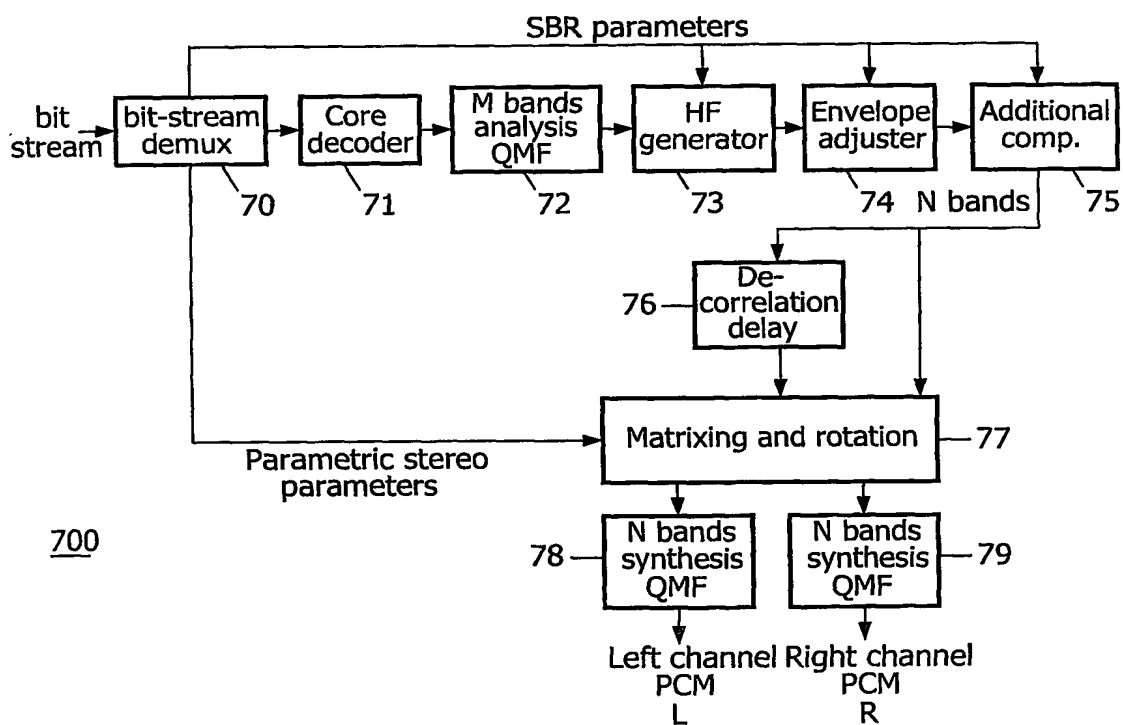 SBR parameters
bit
stream
bit-stream
demux
Core
decoder
M bands
analysis
QMF
HF
generator
Envelope
adjuster
Additional
comp.
70
71
72
73
74
N bands
75
76
De-
correlation
delay
Matrixing and rotation
77
Parametric stereo
parameters
700
78
N bands
synthesis
QMF
N bands
synthesis
QMF
79
Left channel
PCM
L
Right channel
PCM
R